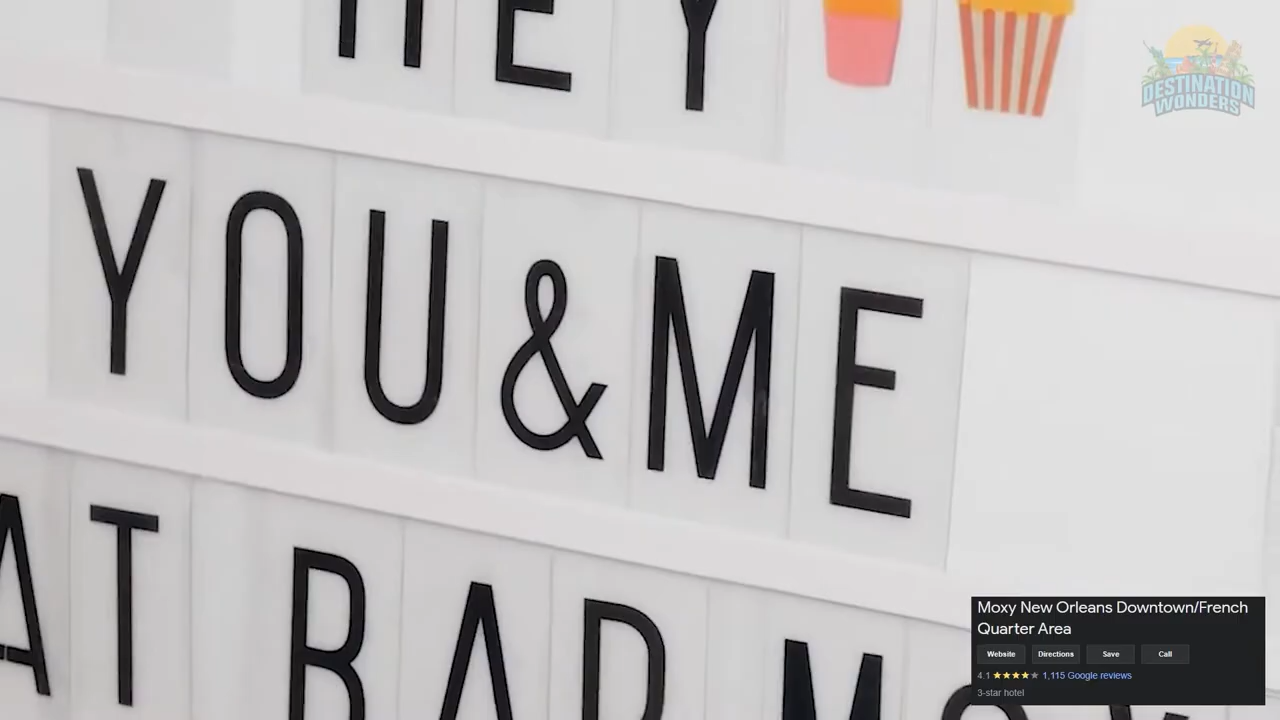 HEY
DESTINATION
WONDERS
YOU&ME
AT BAR MOXY
Moxy New Orleans Downtown/French
Quarter Area
Website Directions Save Call
4.1 ★★★★★ 1,115 Google reviews
3-star hotel